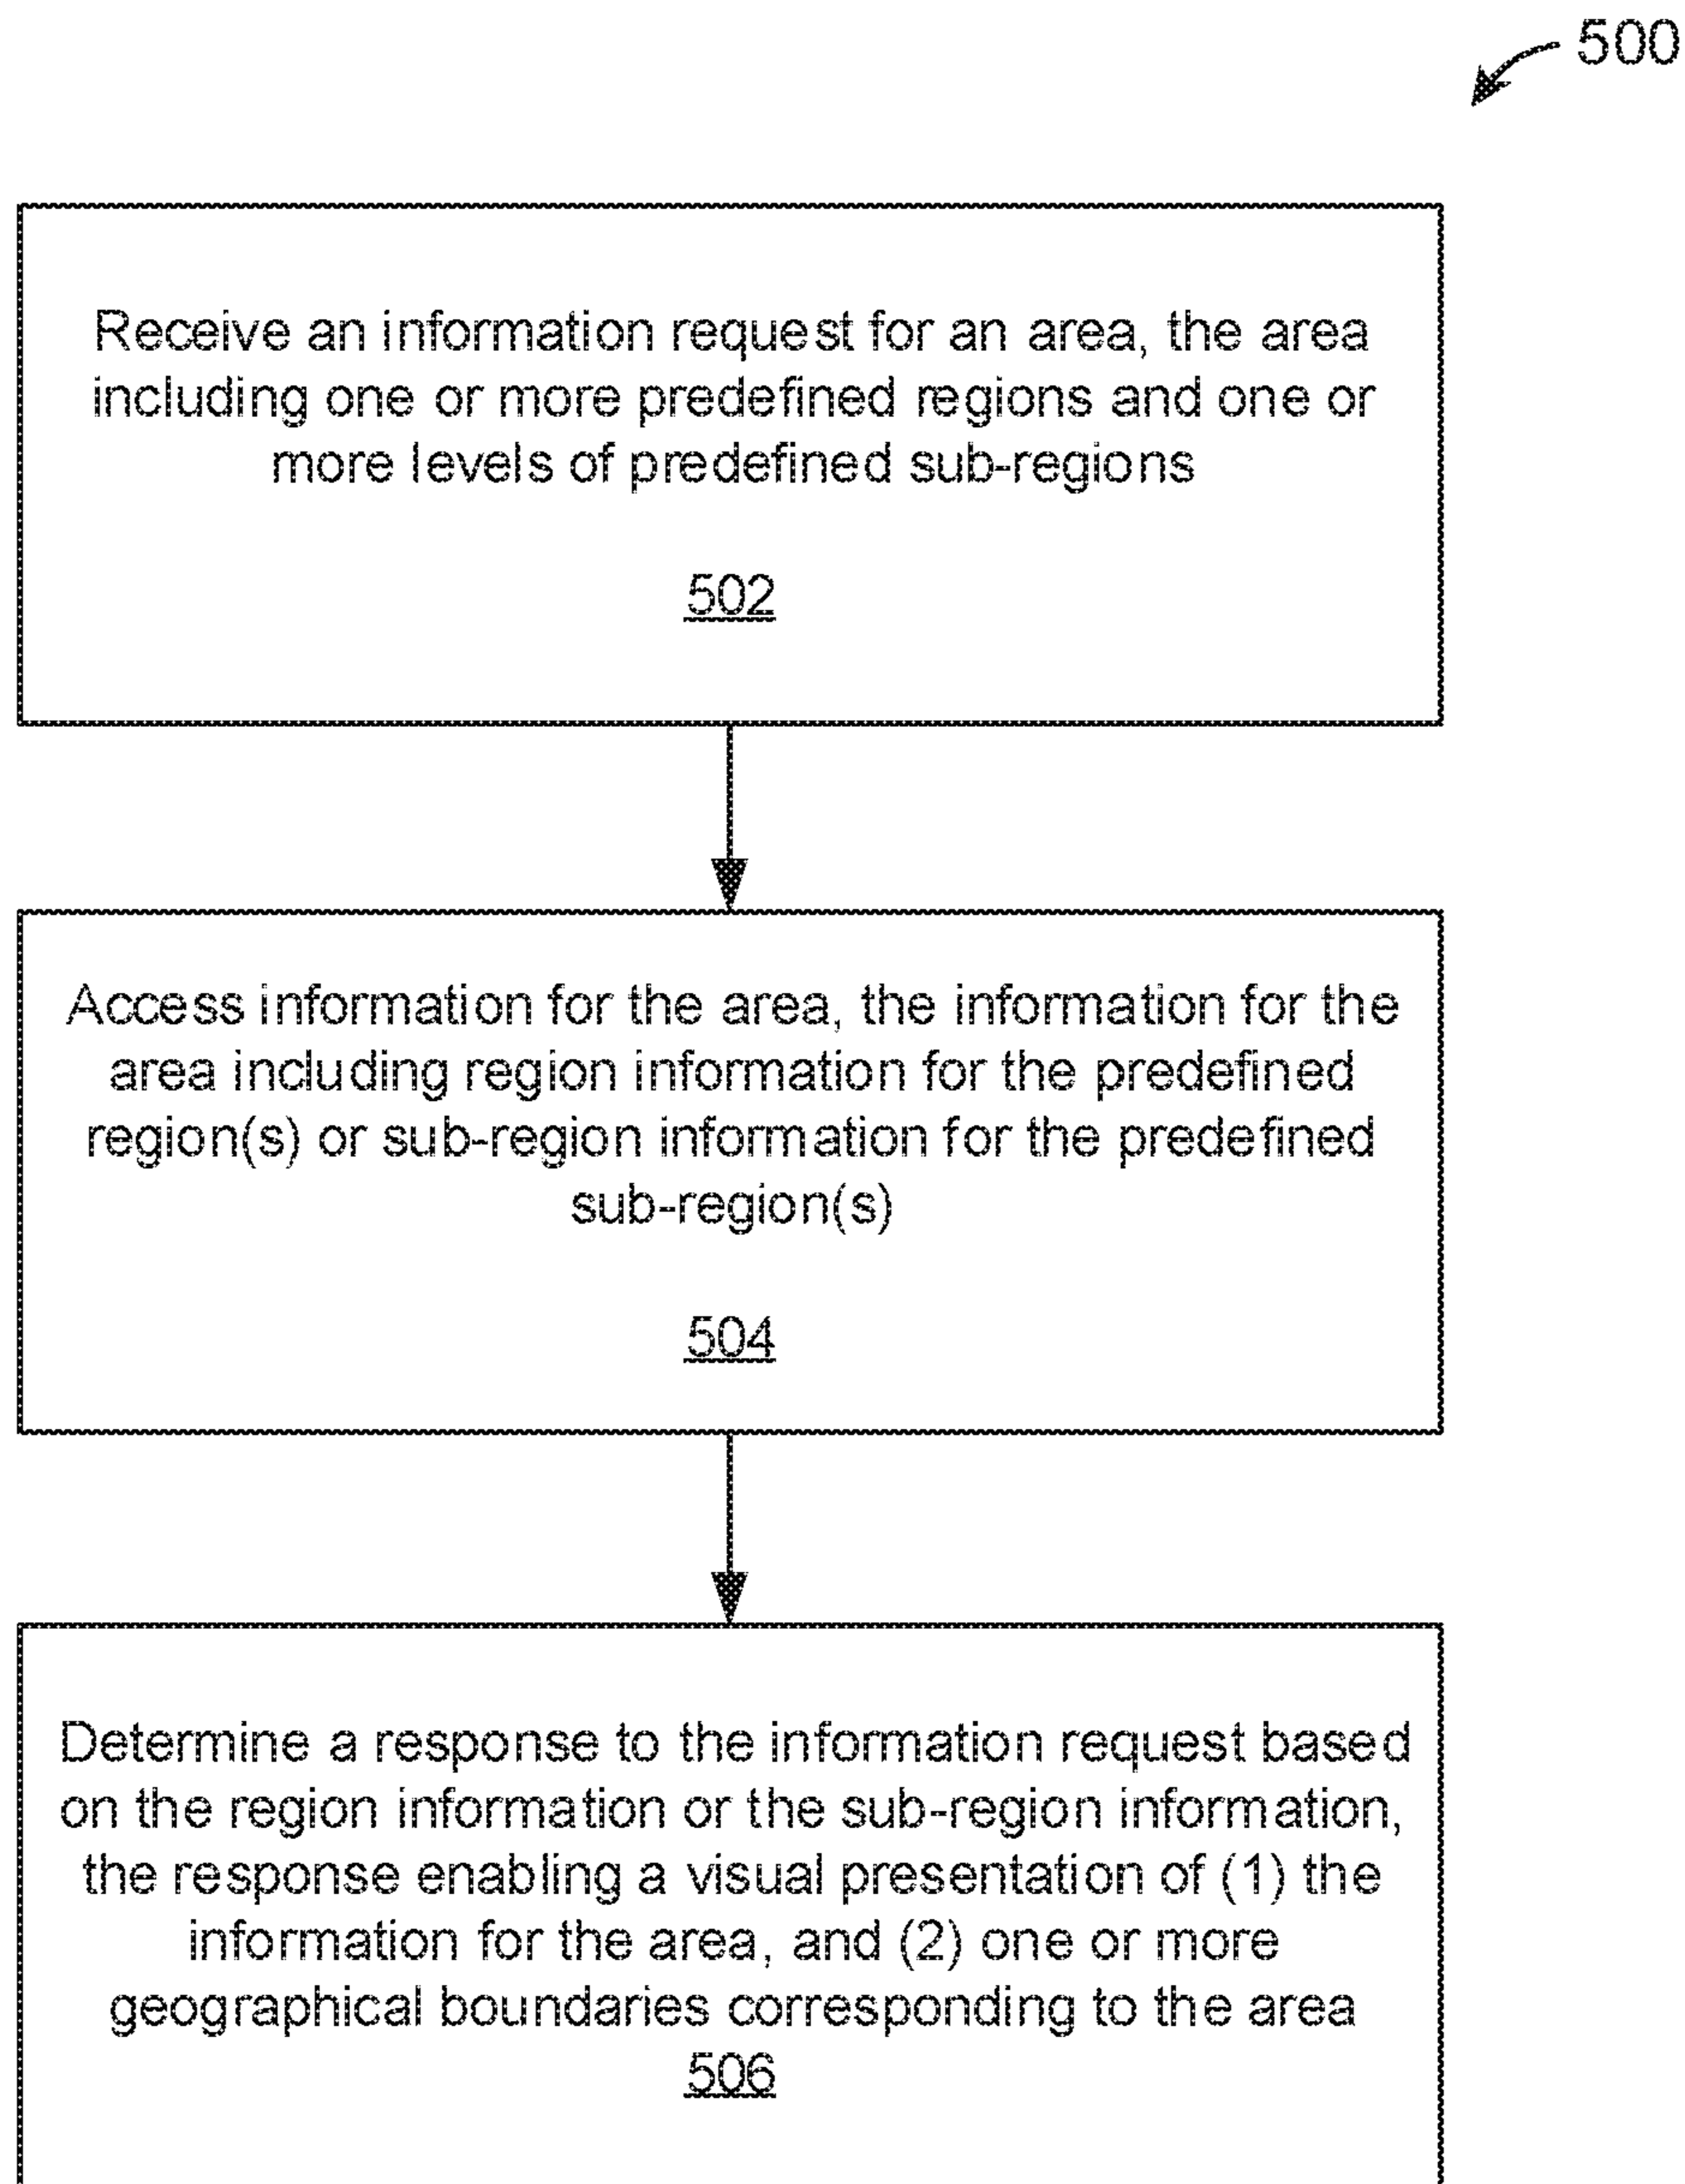 500
Receive an information request for an area, the area
including one or more predefined regions and one or
more levels of predefined sub-regions
502
Access information for the area, the information for the
area including region information for the predefined
region(s) or sub-region information for the predefined
sub-region(s)
504
Determine a response to the information request based
on the region information or the sub-region information,
the response enabling a visual presentation of (1) the
information for the area, and (2) one or more
geographical boundaries corresponding to the area
506